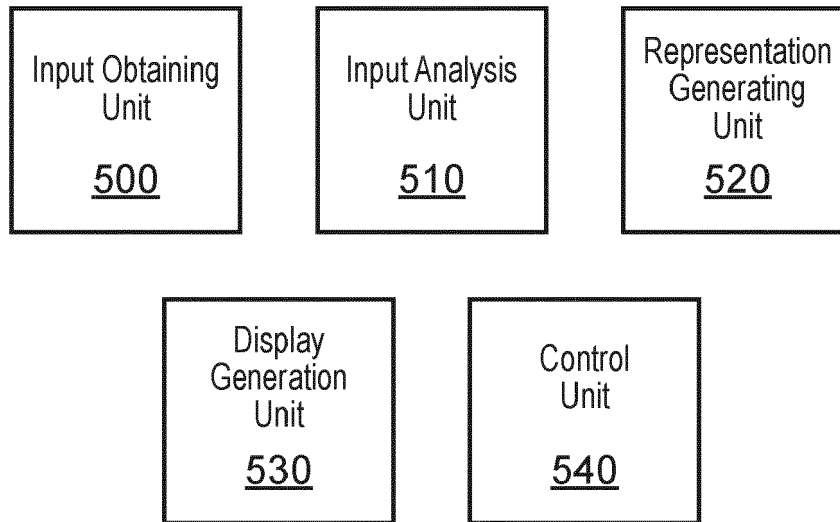 Input Obtaining
Unit
500
Input Analysis
Unit
510
Representation
Generating
Unit
520
Display
Generation
Unit
530
Control
Unit
540